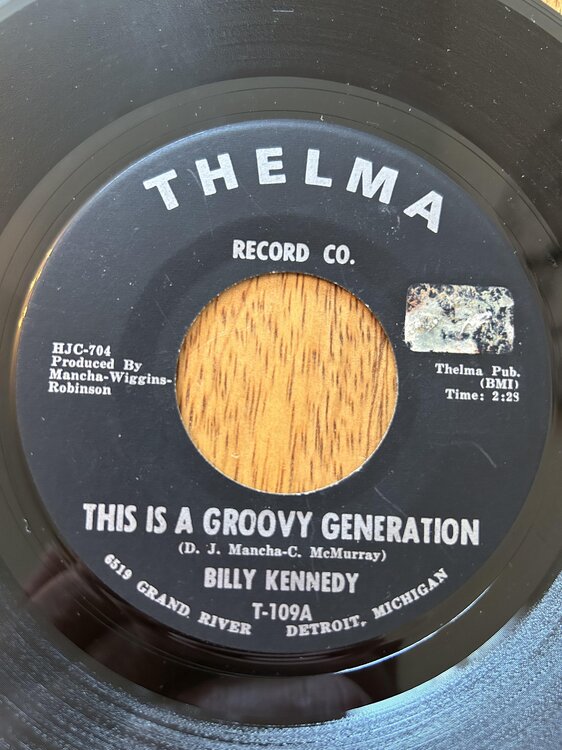 THELMA
RECORD CO.
HJC-704
Produced By
Mancha-Wiggins-
Robinson
Thelma Pub.
(BMI)
Time: 2:28
THIS IS A GROOVY GENERATION
(D. J. Mancha-C. McMurray)
BILLY KENNEDY
T-109A
6519 GRAND RIVER DETROIT, MICHIGAN